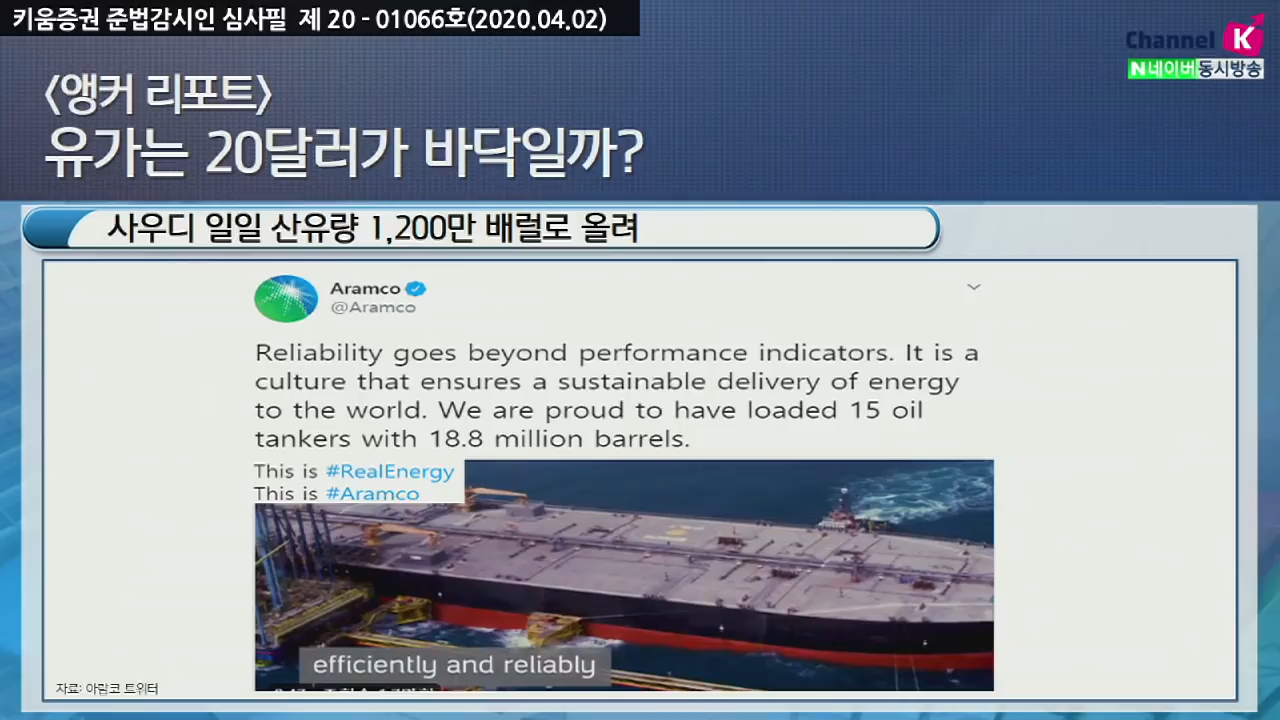 키움증권 준법감시인 심사필 제 20 - 01066호(2020.04.02)
Channel K
N네이버동시방송
<앵커 리포트>
유가는 20달러가 바닥일까?
사우디 일일 산유량 1,200만 배럴로 올려
Aramco
@Aramco
Reliability goes beyond performance indicators. It is a
culture that ensures a sustainable delivery of energy
to the world. We are proud to have loaded 15 oil
tankers with 18.8 million barrels.
This is #RealEnergy
This is #Aramco
efficiently and reliably
자료: 아람코 트위터